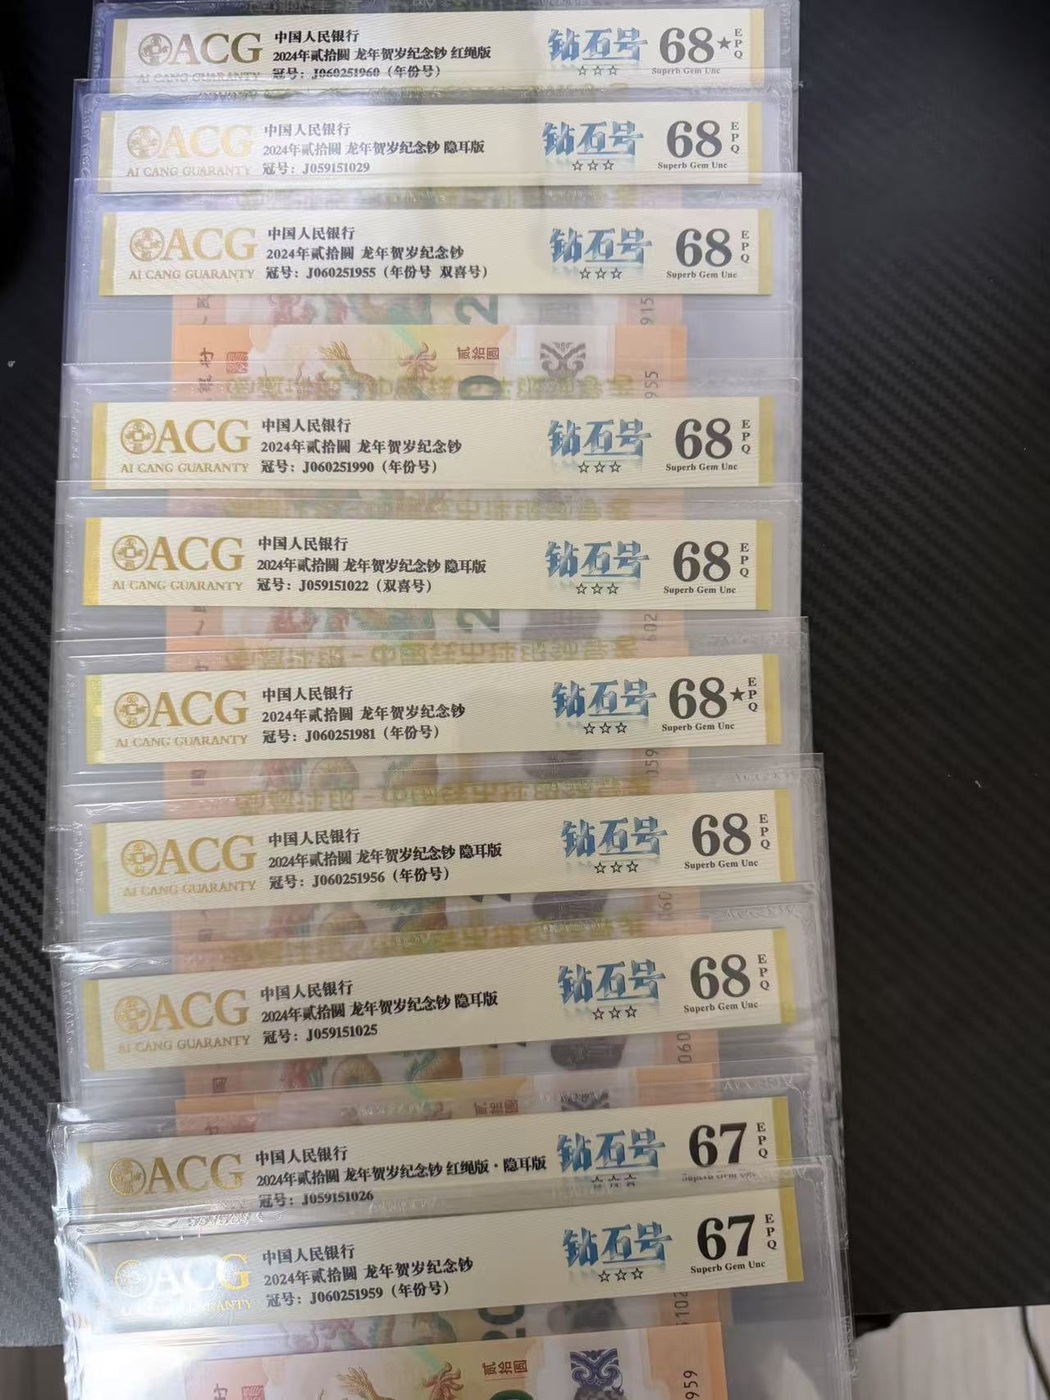 ACG
AI CANG GUARANTY
中国人民银行
2024年贰拾圆 龙年贺岁纪念钞 红绳版
冠号：J060251960（年份号）
钻石号
☆☆☆
68★
EPQ
Superb Gem Unc
ACG
AI CANG GUARANTY
中国人民银行
2024年贰拾圆 龙年贺岁纪念钞 隐耳版
冠号：J059151029
钻石号
☆☆☆
68
EPQ
Superb Gem Unc
ACG
AI CANG GUARANTY
中国人民银行
2024年贰拾圆 龙年贺岁纪念钞
冠号：J060251955（年份号 双喜号）
钻石号
☆☆☆
68
EPQ
Superb Gem Unc
贰拾圆
ACG
AI CANG GUARANTY
中国人民银行
2024年贰拾圆 龙年贺岁纪念钞
冠号：J060251990（年份号）
钻石号
☆☆☆
68
EPQ
Superb Gem Unc
ACG
AI CANG GUARANTY
中国人民银行
2024年贰拾圆 龙年贺岁纪念钞 隐耳版
冠号：J059151022（双喜号）
钻石号
☆☆☆
68
EPQ
Superb Gem Unc
ACG
AI CANG GUARANTY
中国人民银行
2024年贰拾圆 龙年贺岁纪念钞
冠号：J060251981（年份号）
钻石号
☆☆☆
68★
EPQ
Superb Gem Unc
ACG
AI CANG GUARANTY
中国人民银行
2024年贰拾圆 龙年贺岁纪念钞 隐耳版
冠号：J060251956（年份号）
钻石号
☆☆☆
68
EPQ
Superb Gem Unc
ACG
AI CANG GUARANTY
中国人民银行
2024年贰拾圆 龙年贺岁纪念钞 隐耳版
冠号：J059151025
钻石号
☆☆☆
68
EPQ
Superb Gem Unc
贰拾圆
ACG
中国人民银行
2024年贰拾圆 龙年贺岁纪念钞 红绳版·隐耳版
冠号：J059151026
钻石号
☆☆☆
67
EPQ
Superb Gem Unc
ACG
AI CANG GUARANTY
中国人民银行
2024年贰拾圆 龙年贺岁纪念钞
冠号：J060251959（年份号）
钻石号
☆☆☆
67
EPQ
Superb Gem Unc
20
贰拾圆